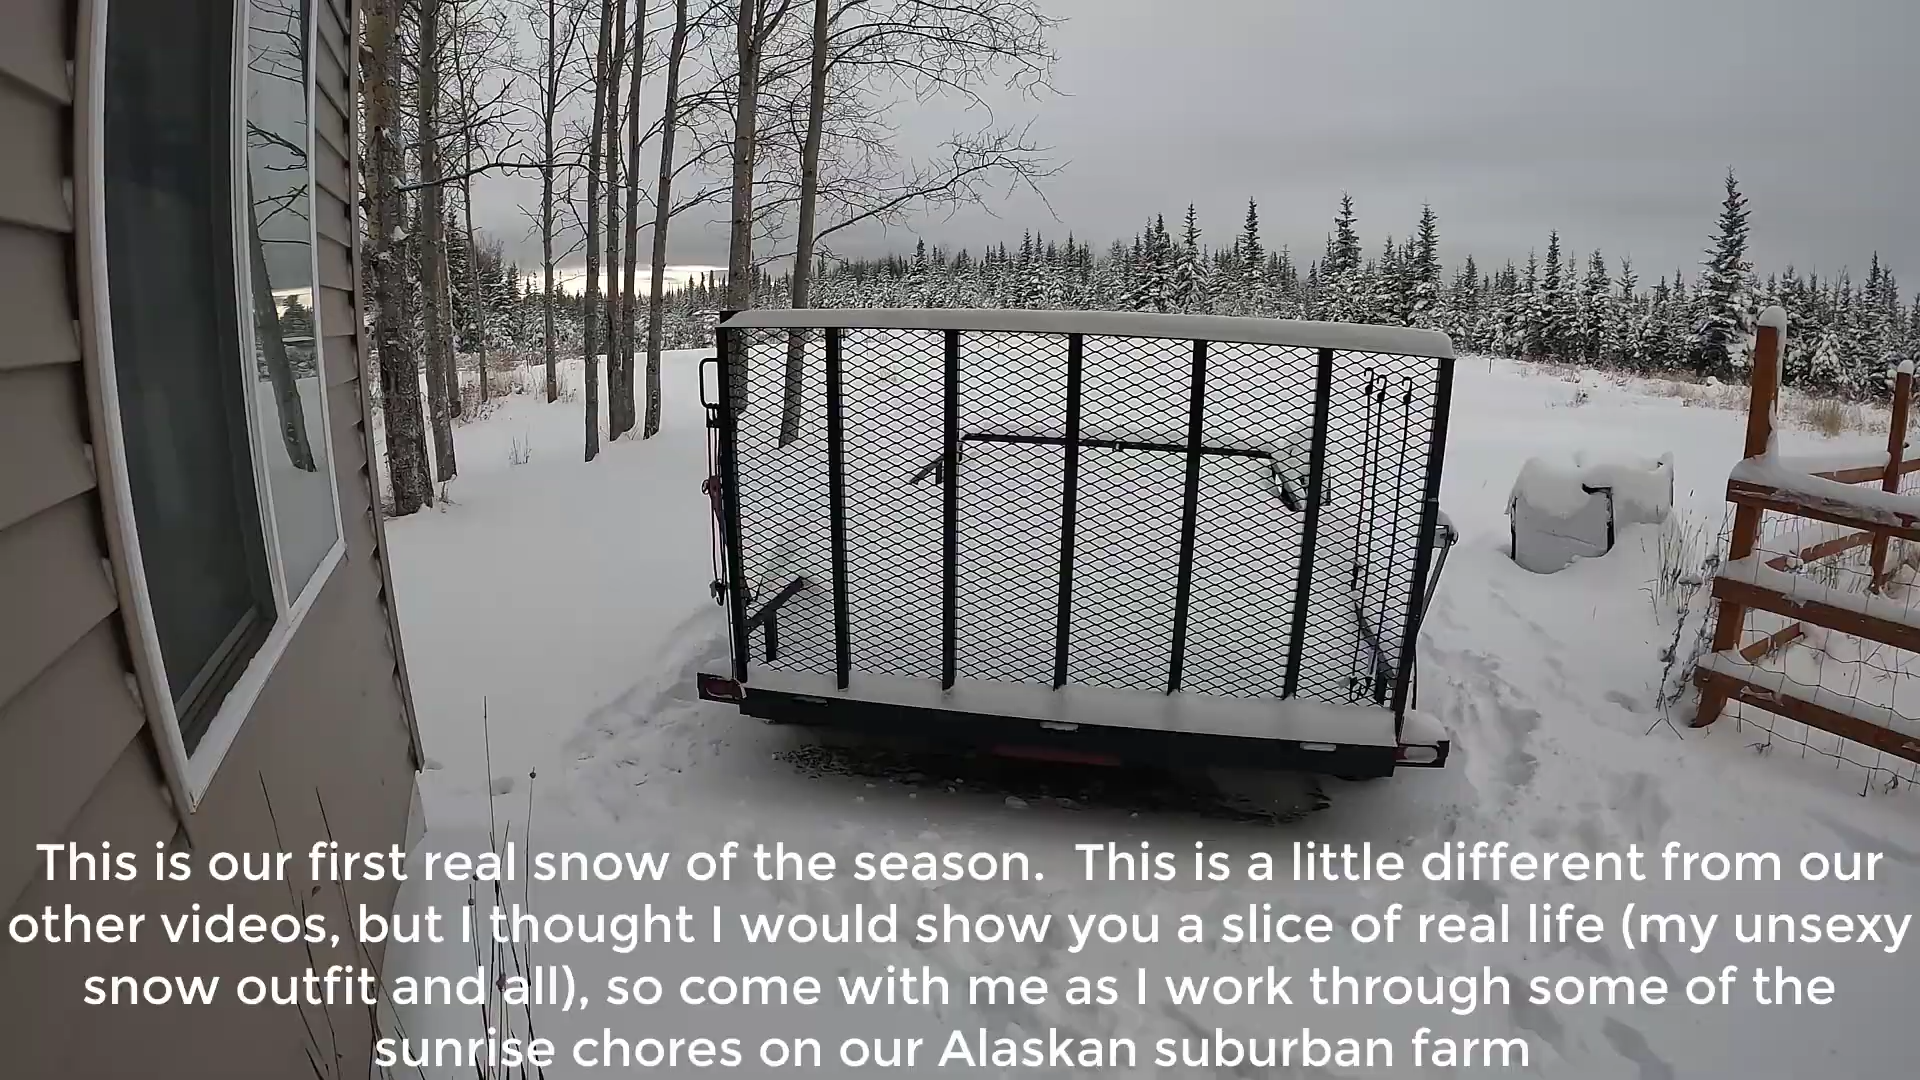 This is our first real snow of the season.  This is a little different from our
other videos, but I thought I would show you a slice of real life (my unsexy
snow outfit and all), so come with me as I work through some of the
sunrise chores on our Alaskan suburban farm